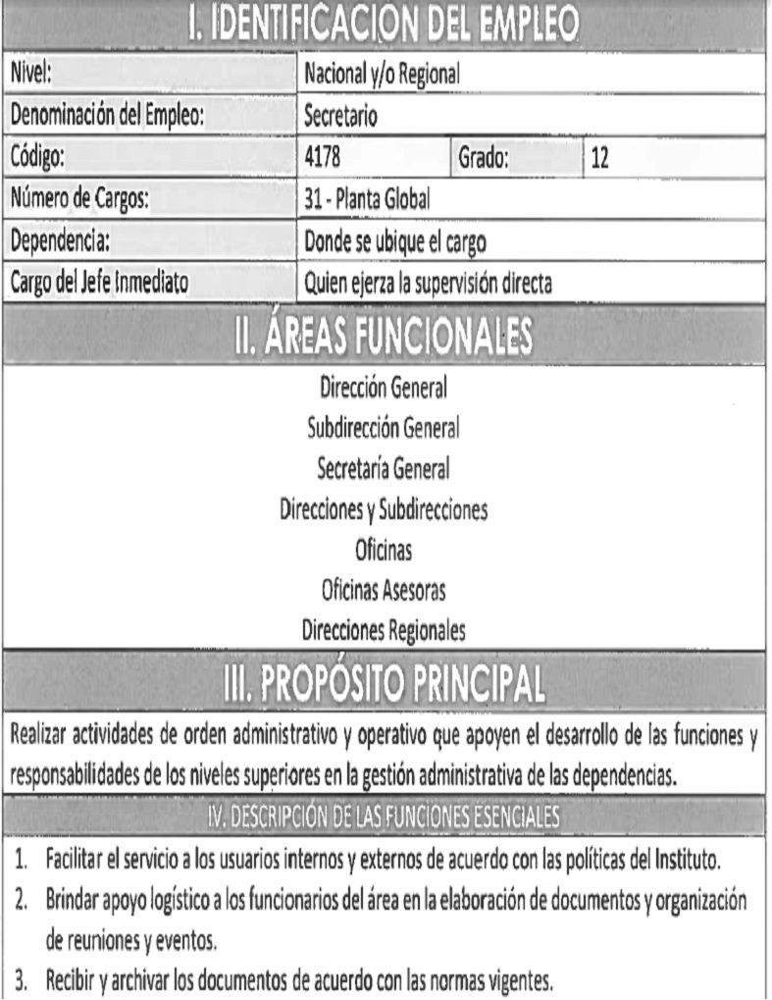 I. IDENTIFICACIÓN DEL EMPLEO
Nivel: Nacional y/o Regional
Denominación del Empleo: Secretario
Código: 4178 Grado: 12
Número de Cargos: 31 - Planta Global
Dependencia: Donde se ubique el cargo
Cargo del Jefe Inmediato Quien ejerza la supervisión directa
II. ÁREAS FUNCIONALES
Dirección General
Subdirección General
Secretaría General
Direcciones y Subdirecciones
Oficinas
Oficinas Asesoras
Direcciones Regionales
III. PROPÓSITO PRINCIPAL
Realizar actividades de orden administrativo y operativo que apoyen el desarrollo de las funciones y
responsabilidades de los niveles superiores en la gestión administrativa de las dependencias.
IV. DESCRIPCIÓN DE LAS FUNCIONES ESENCIALES
1. Facilitar el servicio a los usuarios internos y externos de acuerdo con las políticas del Instituto.
2. Brindar apoyo logístico a los funcionarios del área en la elaboración de documentos y organización
de reuniones y eventos.
3. Recibir y archivar los documentos de acuerdo con las normas vigentes.